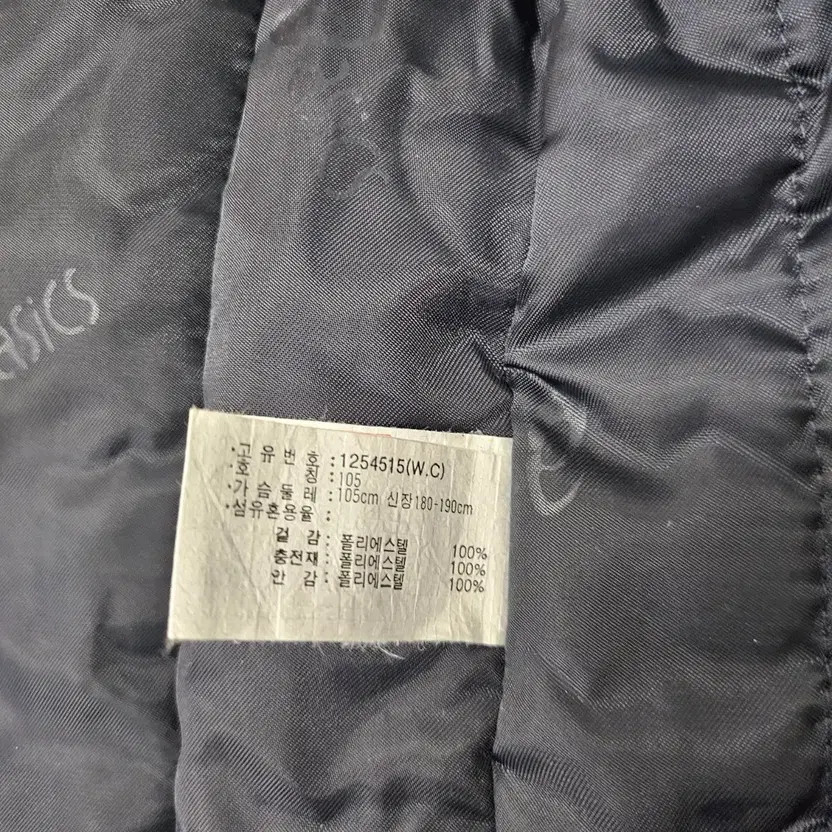 asics
·고 유 번 호 : 1254515(W.C)
·호 칭 : 105
·가 슴 둘 레 : 105cm 신장180-190cm
·섬유혼용율 :
겉 감 : 폴리에스텔 100%
충전재 : 폴리에스텔 100%
안 감 : 폴리에스텔 100%